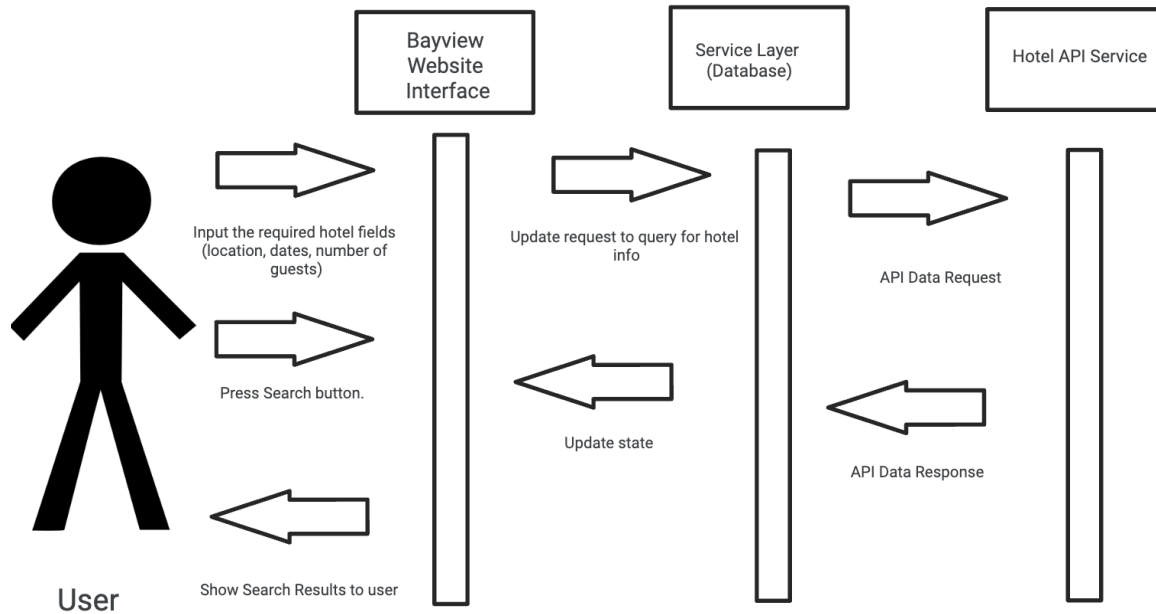 Bayview
Website
Interface
Service Layer
(Database)
Hotel API Service
Input the required hotel fields
(location, dates, number of
guests)
Update request to query for hotel
info
API Data Request
Press Search button.
Update state
API Data Response
Show Search Results to user
User